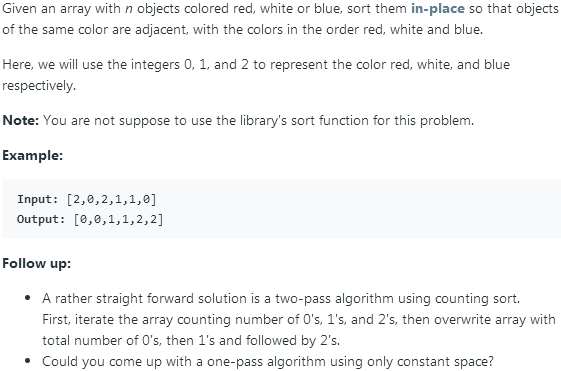 Given an array with n objects colored red, white or blue, sort them in-place so that objects
of the same color are adjacent, with the colors in the order red, white and blue.
Here, we will use the integers 0, 1, and 2 to represent the color red, white, and blue
respectively.
Note: You are not suppose to use the library's sort function for this problem.
Example:
Input: [2,0,2,1,1,0]
Output: [0,0,1,1,2,2]
Follow up:
• A rather straight forward solution is a two-pass algorithm using counting sort.
First, iterate the array counting number of 0's, 1's, and 2's, then overwrite array with
total number of 0's, then 1's and followed by 2's.
• Could you come up with a one-pass algorithm using only constant space?